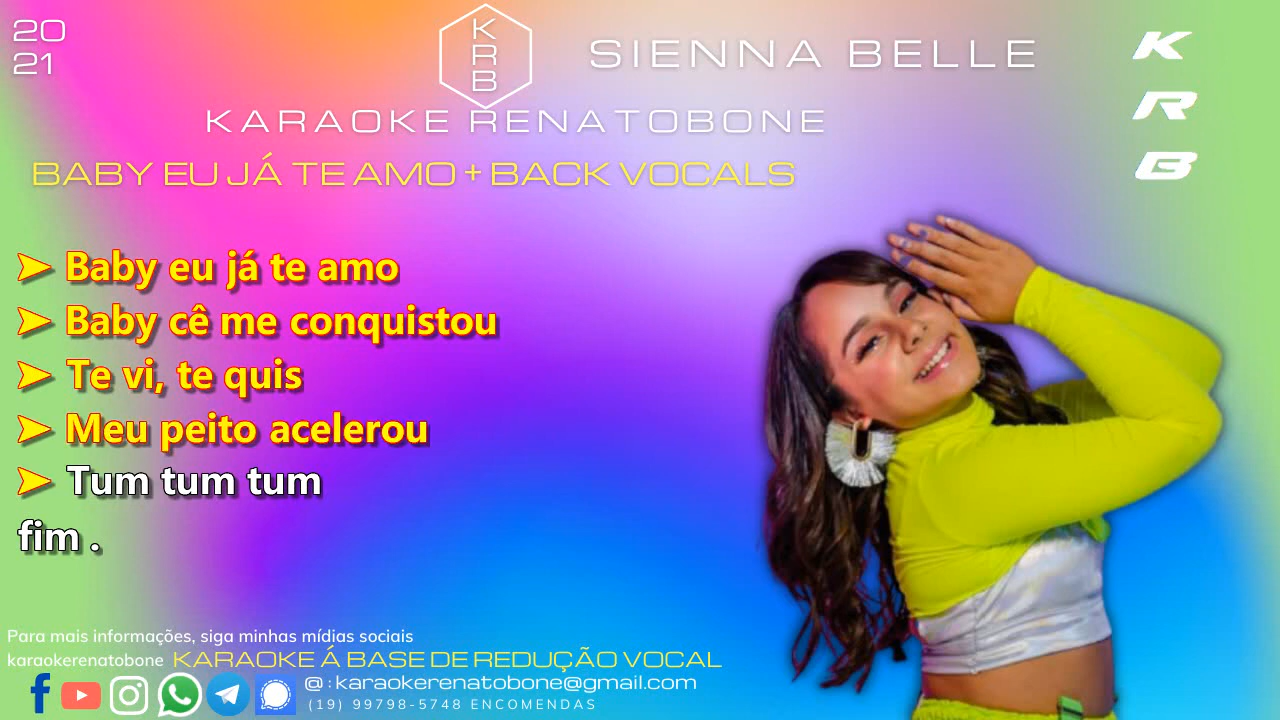 20
21
K
R
B
SIENNA BELLE
K
R
B
KARAOKE RENATOBONE
BABY EU JÁ TE AMO + BACK VOCALS
➤ Baby eu já te amo
➤ Baby cê me conquistou
➤ Te vi, te quis
➤ Meu peito acelerou
➤ Tum tum tum
fim .
Para mais informações, siga minhas mídias sociais
karaokerenatobone KARAOKE Á BASE DE REDUÇÃO VOCAL
@ : karaokerenatobone@gmail.com
(19) 99798-5748 ENCOMENDAS